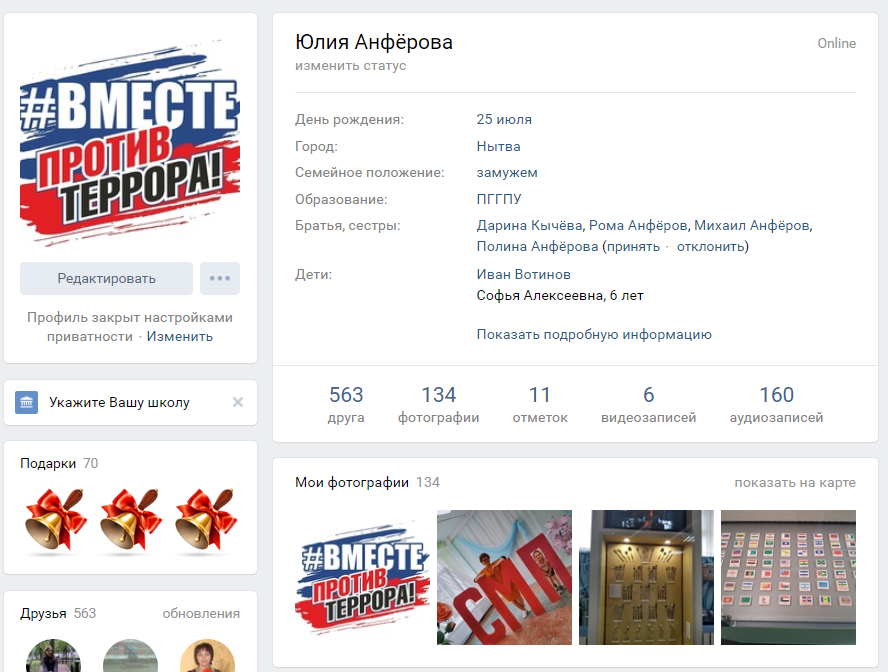 #ВМЕСТЕ
ПРОТИВ
ТЕРРОРА!
Редактировать
Профиль закрыт настройками
приватности · Изменить
Укажите Вашу школу
Подарки 70
Друзья 563 обновления
Юлия Анфёрова Online
изменить статус
День рождения: 25 июля
Город: Нытва
Семейное положение: замужем
Образование: ПГГПУ
Братья, сестры: Дарина Кычёва, Рома Анфёров, Михаил Анфёров,
Полина Анфёрова (принять · отклонить)
Дети: Иван Вотинов
Софья Алексеевна, 6 лет
Показать подробную информацию
563 134 11 6 160
друга фотографии отметок видеозаписей аудиозаписей
Мои фотографии 134 показать на карте
#ВМЕСТЕ
ПРОТИВ
ТЕРРОРА!
СМП